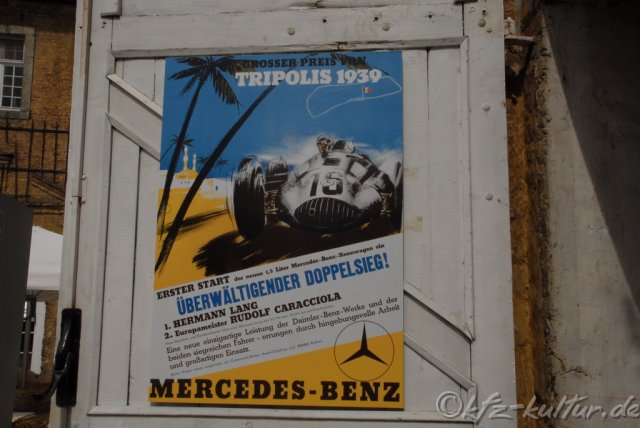 GROSSER PREIS VON
TRIPOLIS 1939
15
ERSTER START des neuen 1,5 Liter Mercedes-Benz-Rennwagen ein
ÜBERWÄLTIGENDER DOPPELSIEG!
1. HERMANN LANG
2. Europameister RUDOLF CARACCIOLA
Eine neue einzigartige Leistung der Daimler-Benz-Werke und der
beiden siegreichen Fahrer - errungen durch hingebungsvolle Arbeit
und großartigen Einsatz.
MERCEDES-BENZ
©kfz-kultur.de